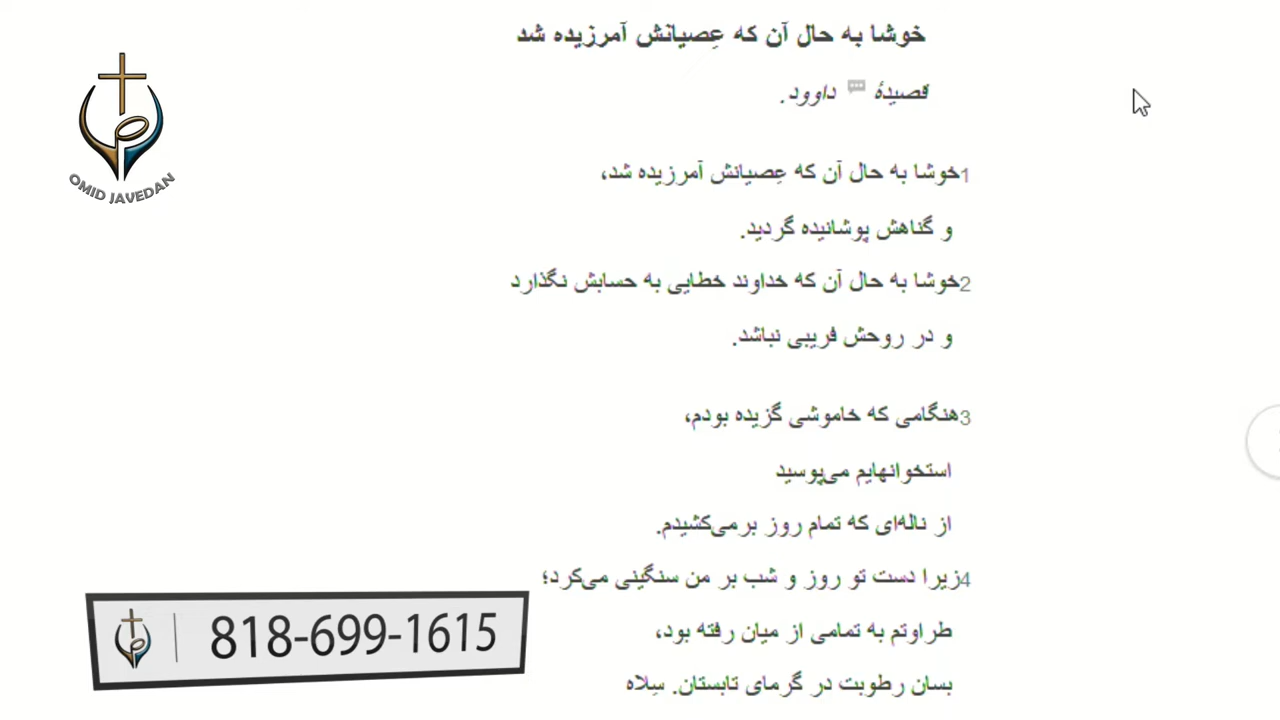 خوشا به حال آن که عِصیانش آمرزیده شد
قصیدهٔ داوود.
OMID JAVEDAN
1خوشا به حال آن که عِصیانش آمرزیده شد،
و گناهش پوشانیده گردید.
2خوشا به حال آن که خداوند خطایی به حسابش نگذارد
و در روحش فریبی نباشد.
3هنگامی که خاموشی گزیده بودم،
استخوانهایم می‌پوسید
از ناله‌ای که تمام روز برمی‌کشیدم.
4زیرا دست تو روز و شب بر من سنگینی می‌کرد؛
طراوتم به تمامی از میان رفته بود،
بسان رطوبت در گرمای تابستان. سِلاه
818-699-1615